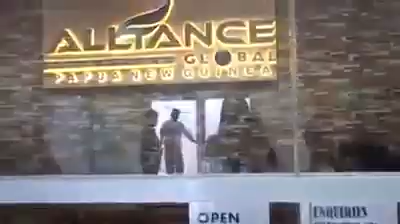 ALLIANCE
GLOBAL
PAPUA NEW GUINEA
OPEN
ENQUIRIES